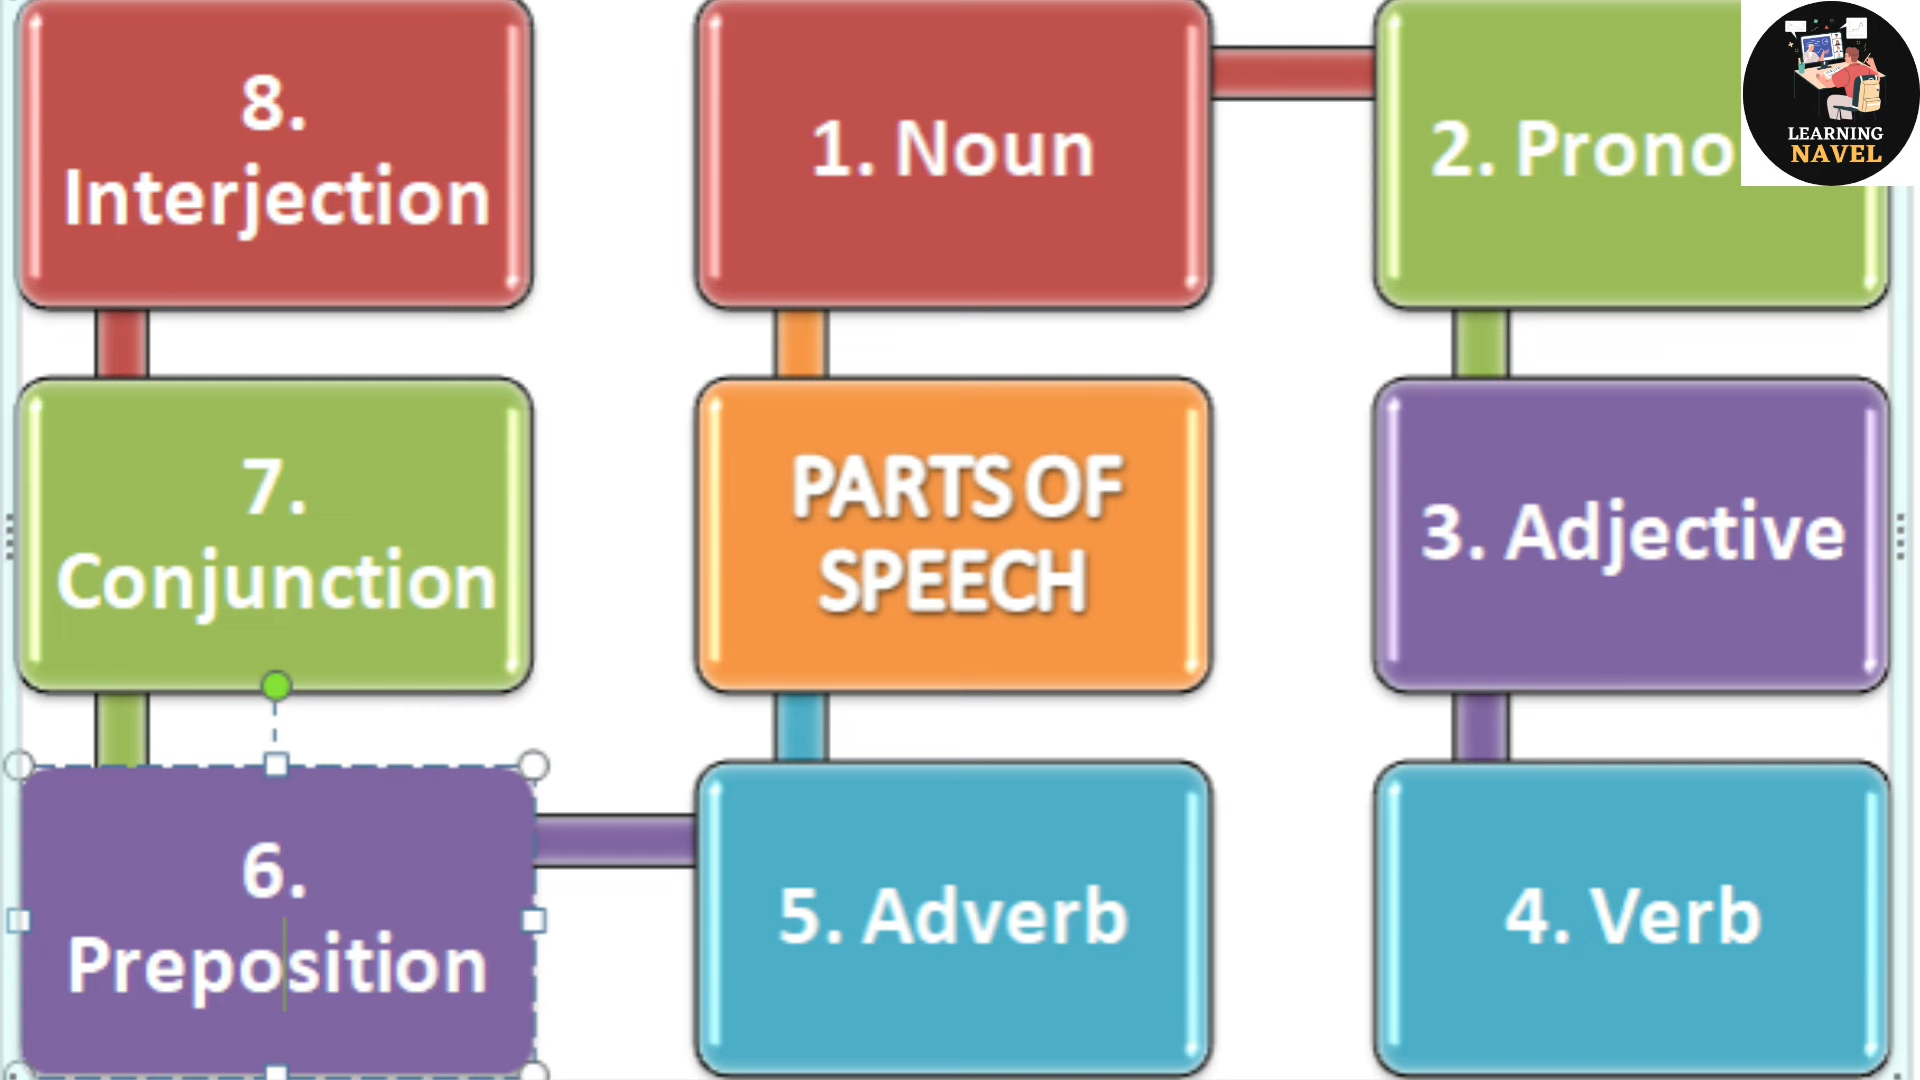 8.
Interjection
1. Noun
2. Prono
LEARNING
NAVEL
7.
Conjunction
PARTS OF
SPEECH
3. Adjective
6.
Preposition
5. Adverb
4. Verb